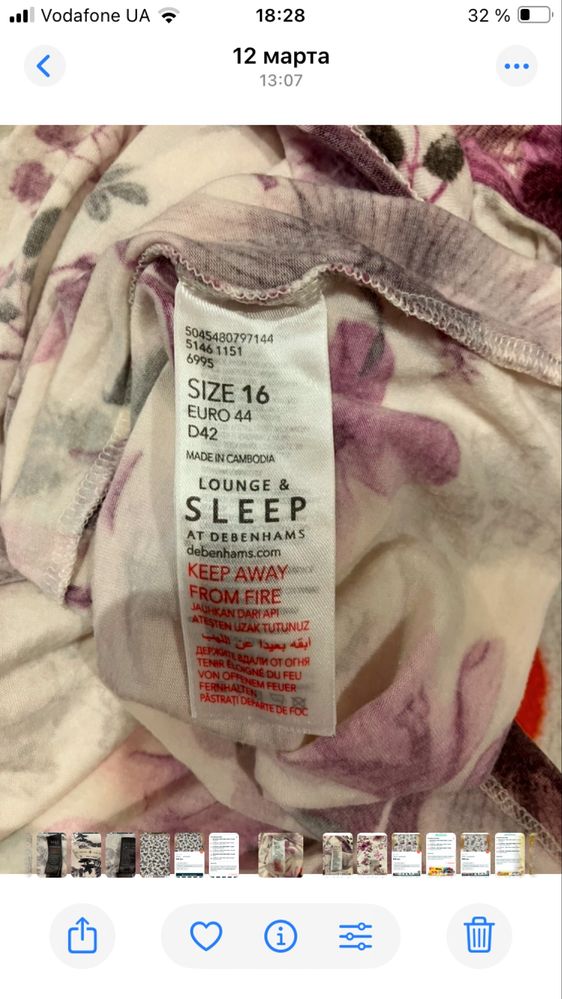 Vodafone UA
18:28
32 %
12 марта
13:07
5045480797144
5146 1151
6995
SIZE 16
EURO 44
D42
MADE IN CAMBODIA
LOUNGE &
SLEEP
AT DEBENHAMS
debenhams.com
KEEP AWAY
FROM FIRE
JAUHKAN DARI API
ATEŞTEN UZAK TUTUNUZ
ابقه بعيدا عن اللهب
ДЕРЖИТЕ ВДАЛИ ОТ ОГНЯ
TENIR ÉLOIGNÉ DU FEU
VON OFFENEM FEUER
FERNHALTEN
PĂSTRAȚI DEPARTE DE FOC